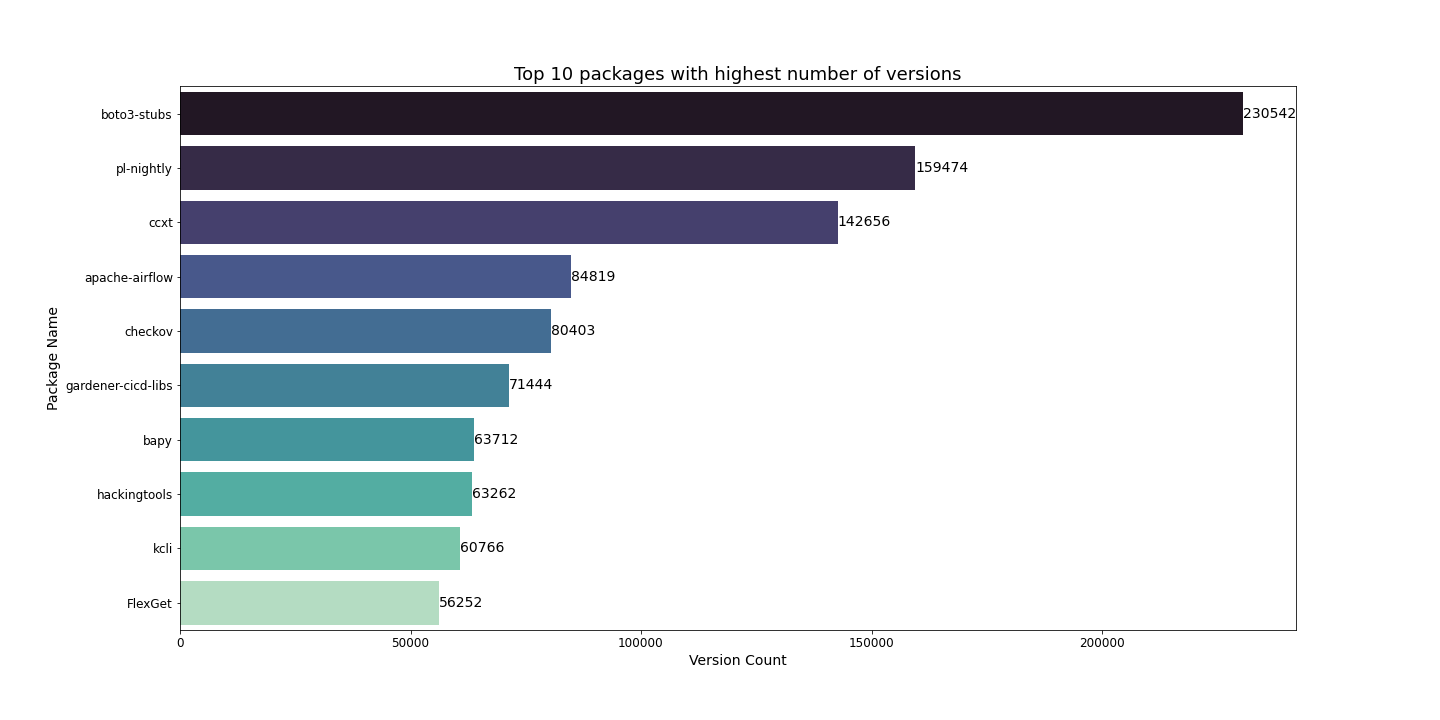 Top 10 packages with highest number of versions
boto3-stubs 230542
pl-nightly 159474
ccxt 142656
apache-airflow 84819
checkov 80403
gardener-cicd-libs 71444
bapy 63712
hackingtools 63262
kcli 60766
FlexGet 56252
Package Name
0 50000 100000 150000 200000
Version Count